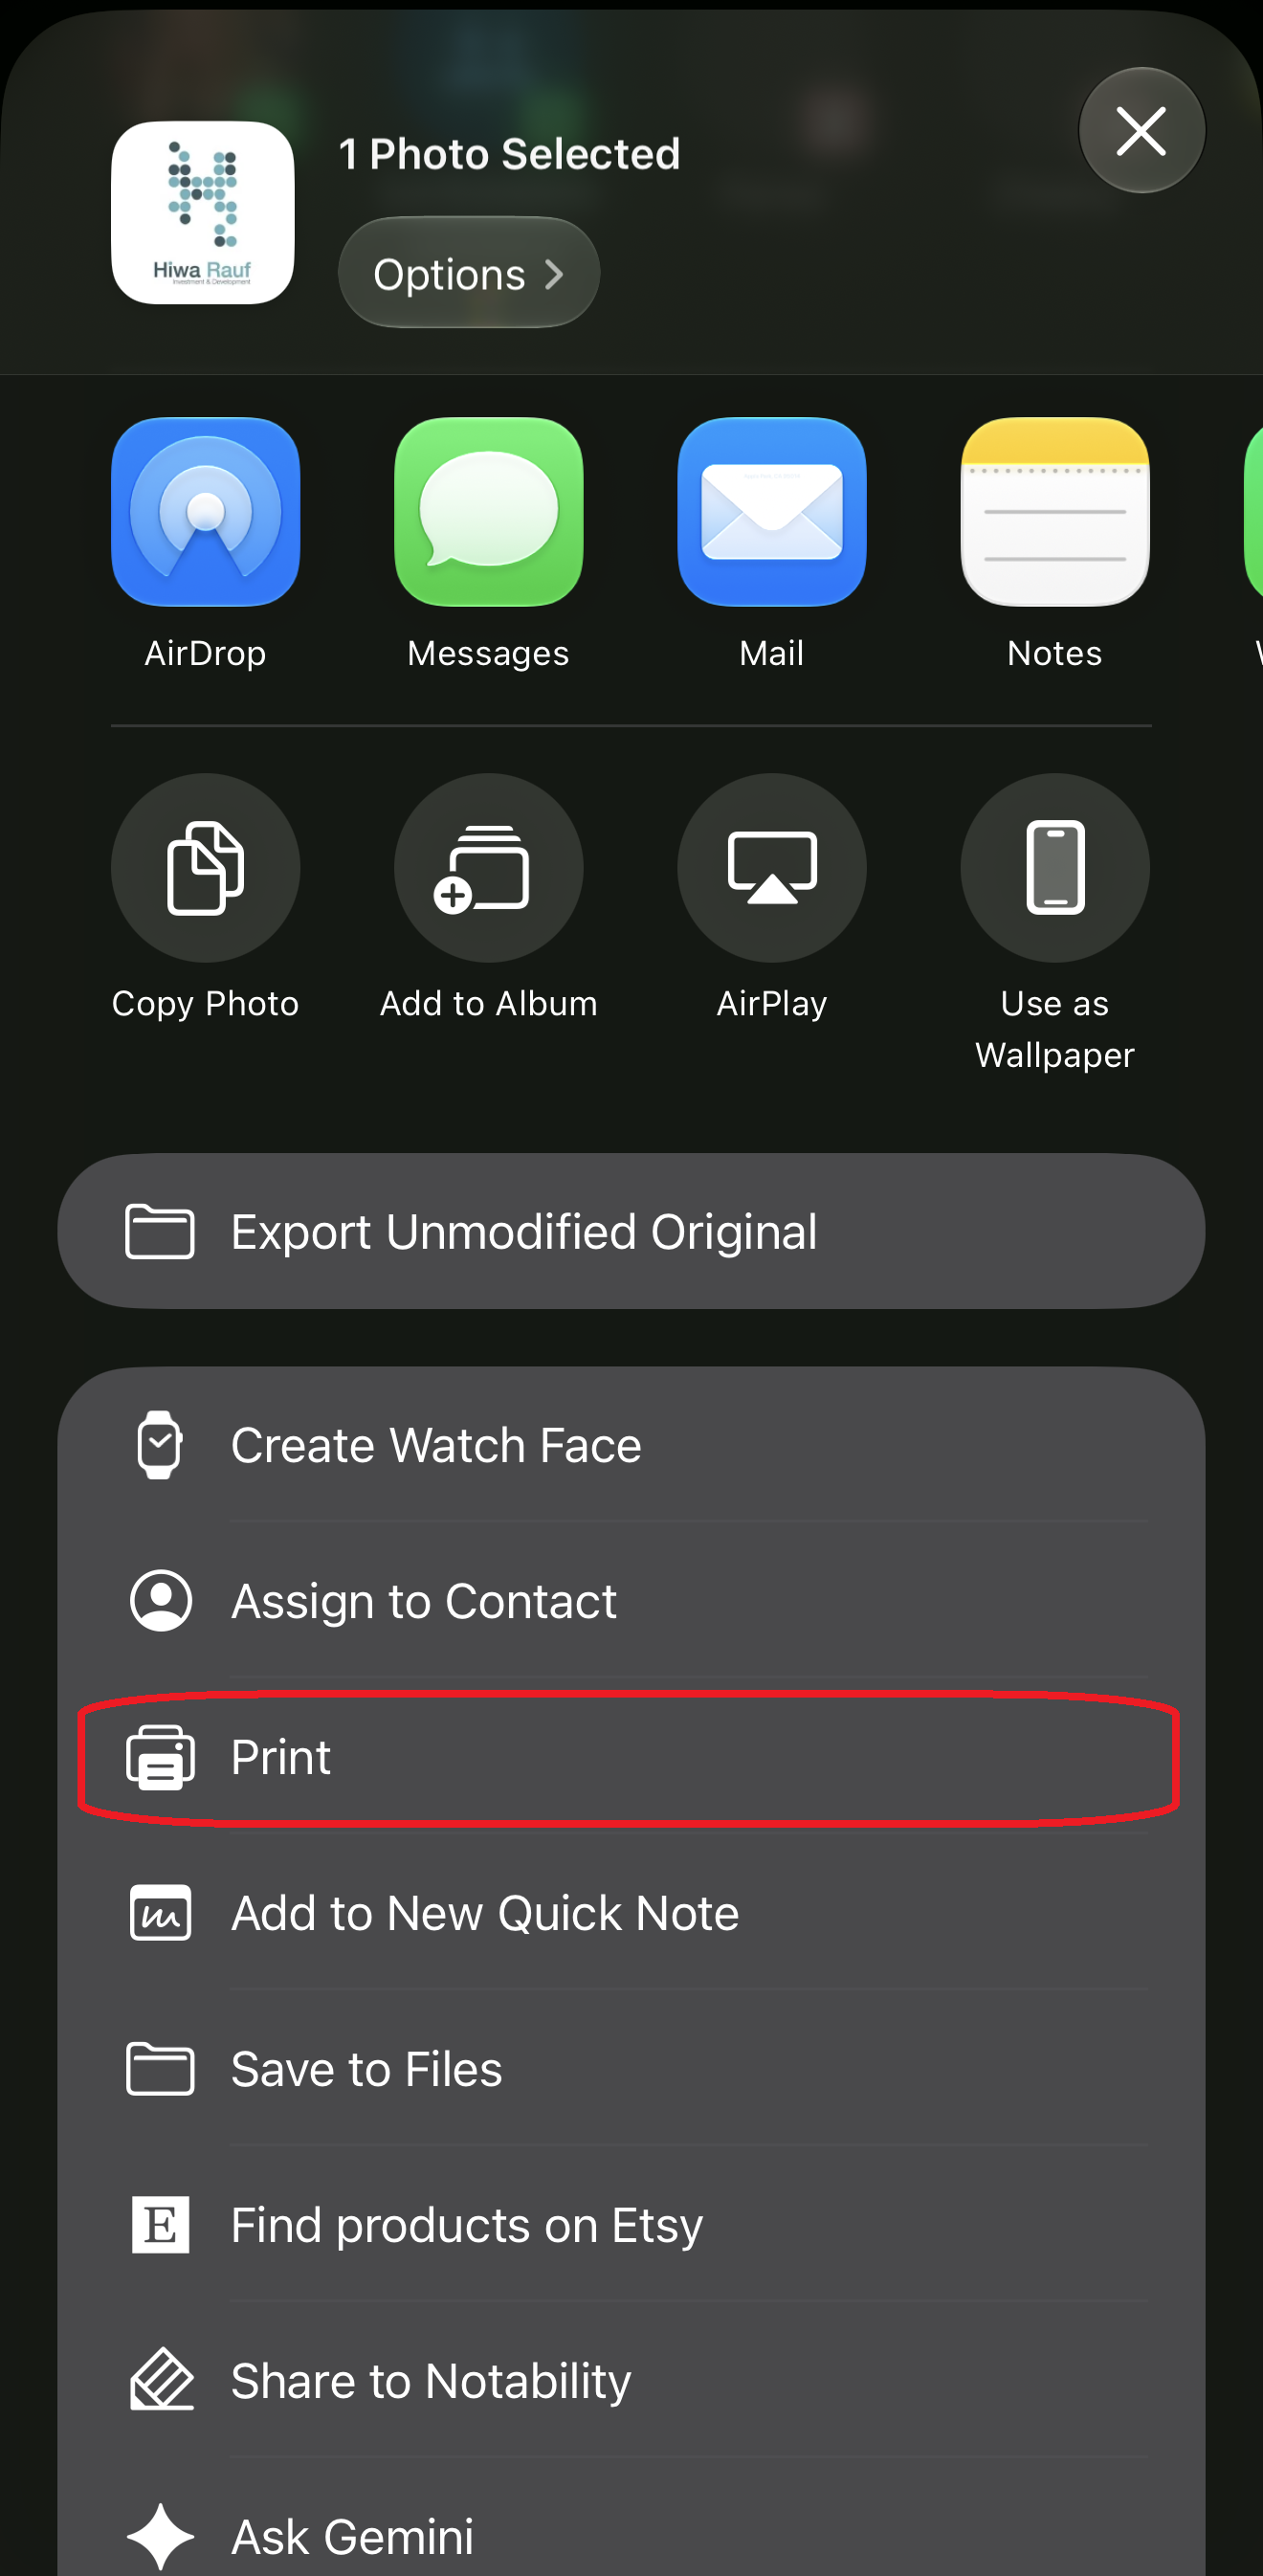 1 Photo Selected
Hiwa Rauf
Investment & Development
Options
AirDrop
Messages
Mail
Notes
Copy Photo
Add to Album
AirPlay
Use as
Wallpaper
Export Unmodified Original
Create Watch Face
Assign to Contact
Print
Add to New Quick Note
Save to Files
E
Find products on Etsy
Share to Notability
Ask Gemini